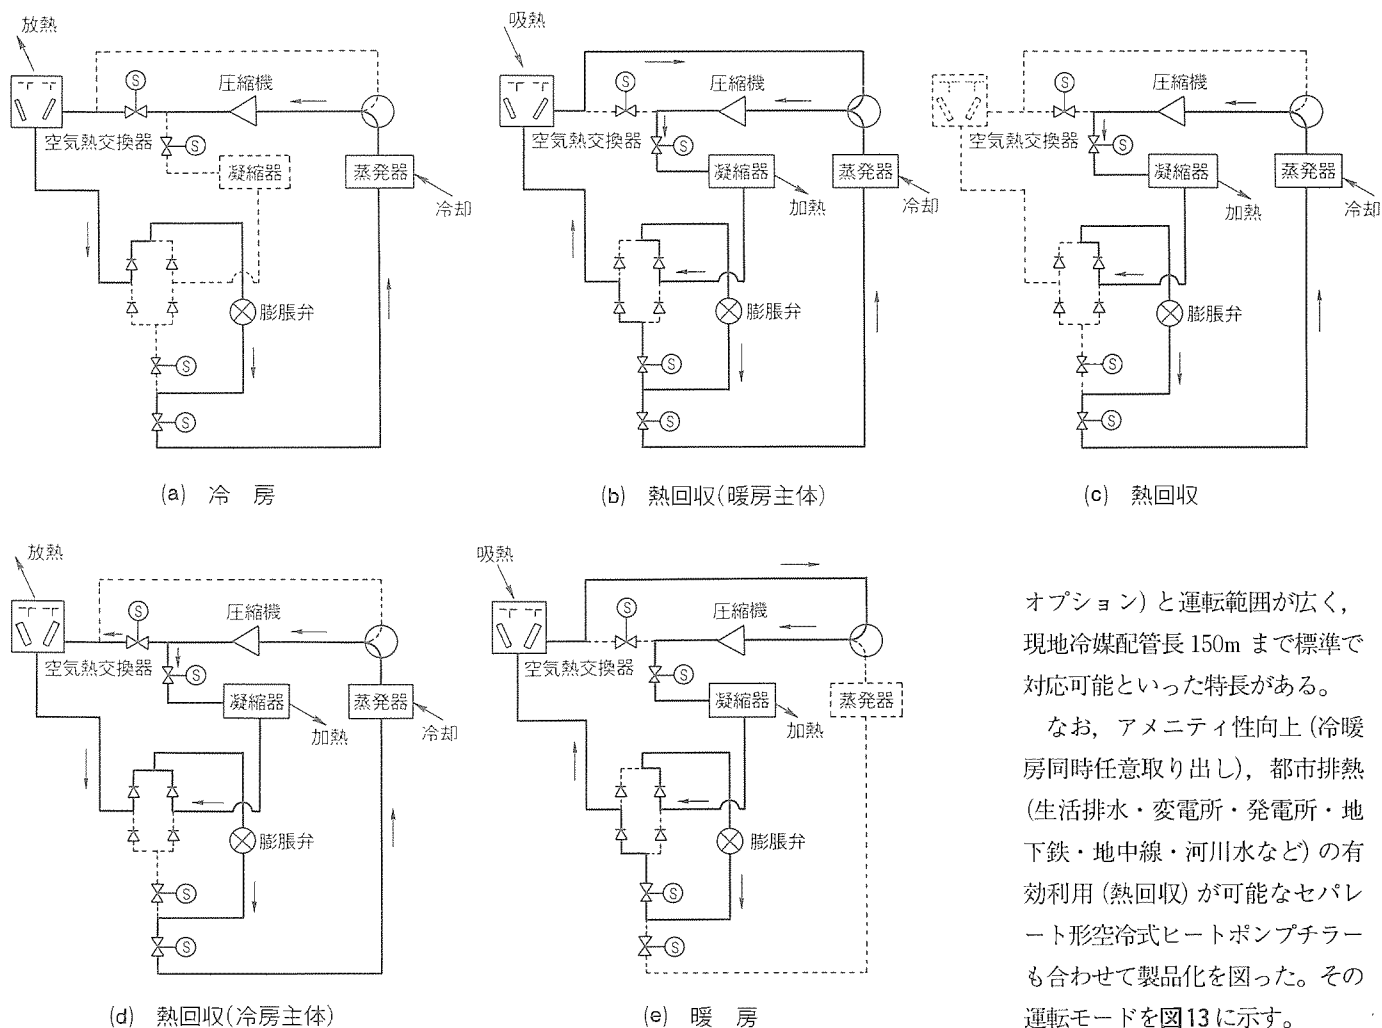 放熱
圧縮機
S
空気熱交換器
S
凝縮器
蒸発器
冷却
膨脹弁
S
S
(a) 冷 房
吸熱
S
圧縮機
空気熱交換器
S
凝縮器
蒸発器
加熱
冷却
膨脹弁
S
S
(b) 熱回収(暖房主体)
S
圧縮機
空気熱交換器
S
凝縮器
蒸発器
加熱
冷却
膨脹弁
S
S
(c) 熱回収
放熱
S
圧縮機
空気熱交換器
S
凝縮器
蒸発器
加熱
冷却
膨脹弁
S
S
(d) 熱回収(冷房主体)
吸熱
S
圧縮機
空気熱交換器
S
凝縮器
蒸発器
加熱
膨脹弁
S
S
(e) 暖 房
オプション)と運転範囲が広く,
現地冷媒配管長150m まで標準で
対応可能といった特長がある。
なお,アメニティ性向上(冷暖
房同時任意取り出し),都市排熱
(生活排水・変電所・発電所・地
下鉄・地中線・河川水など)の有
効利用(熱回収)が可能なセパレ
ート形空冷式ヒートポンプチラー
も合わせて製品化を図った。その
運転モードを図13に示す。